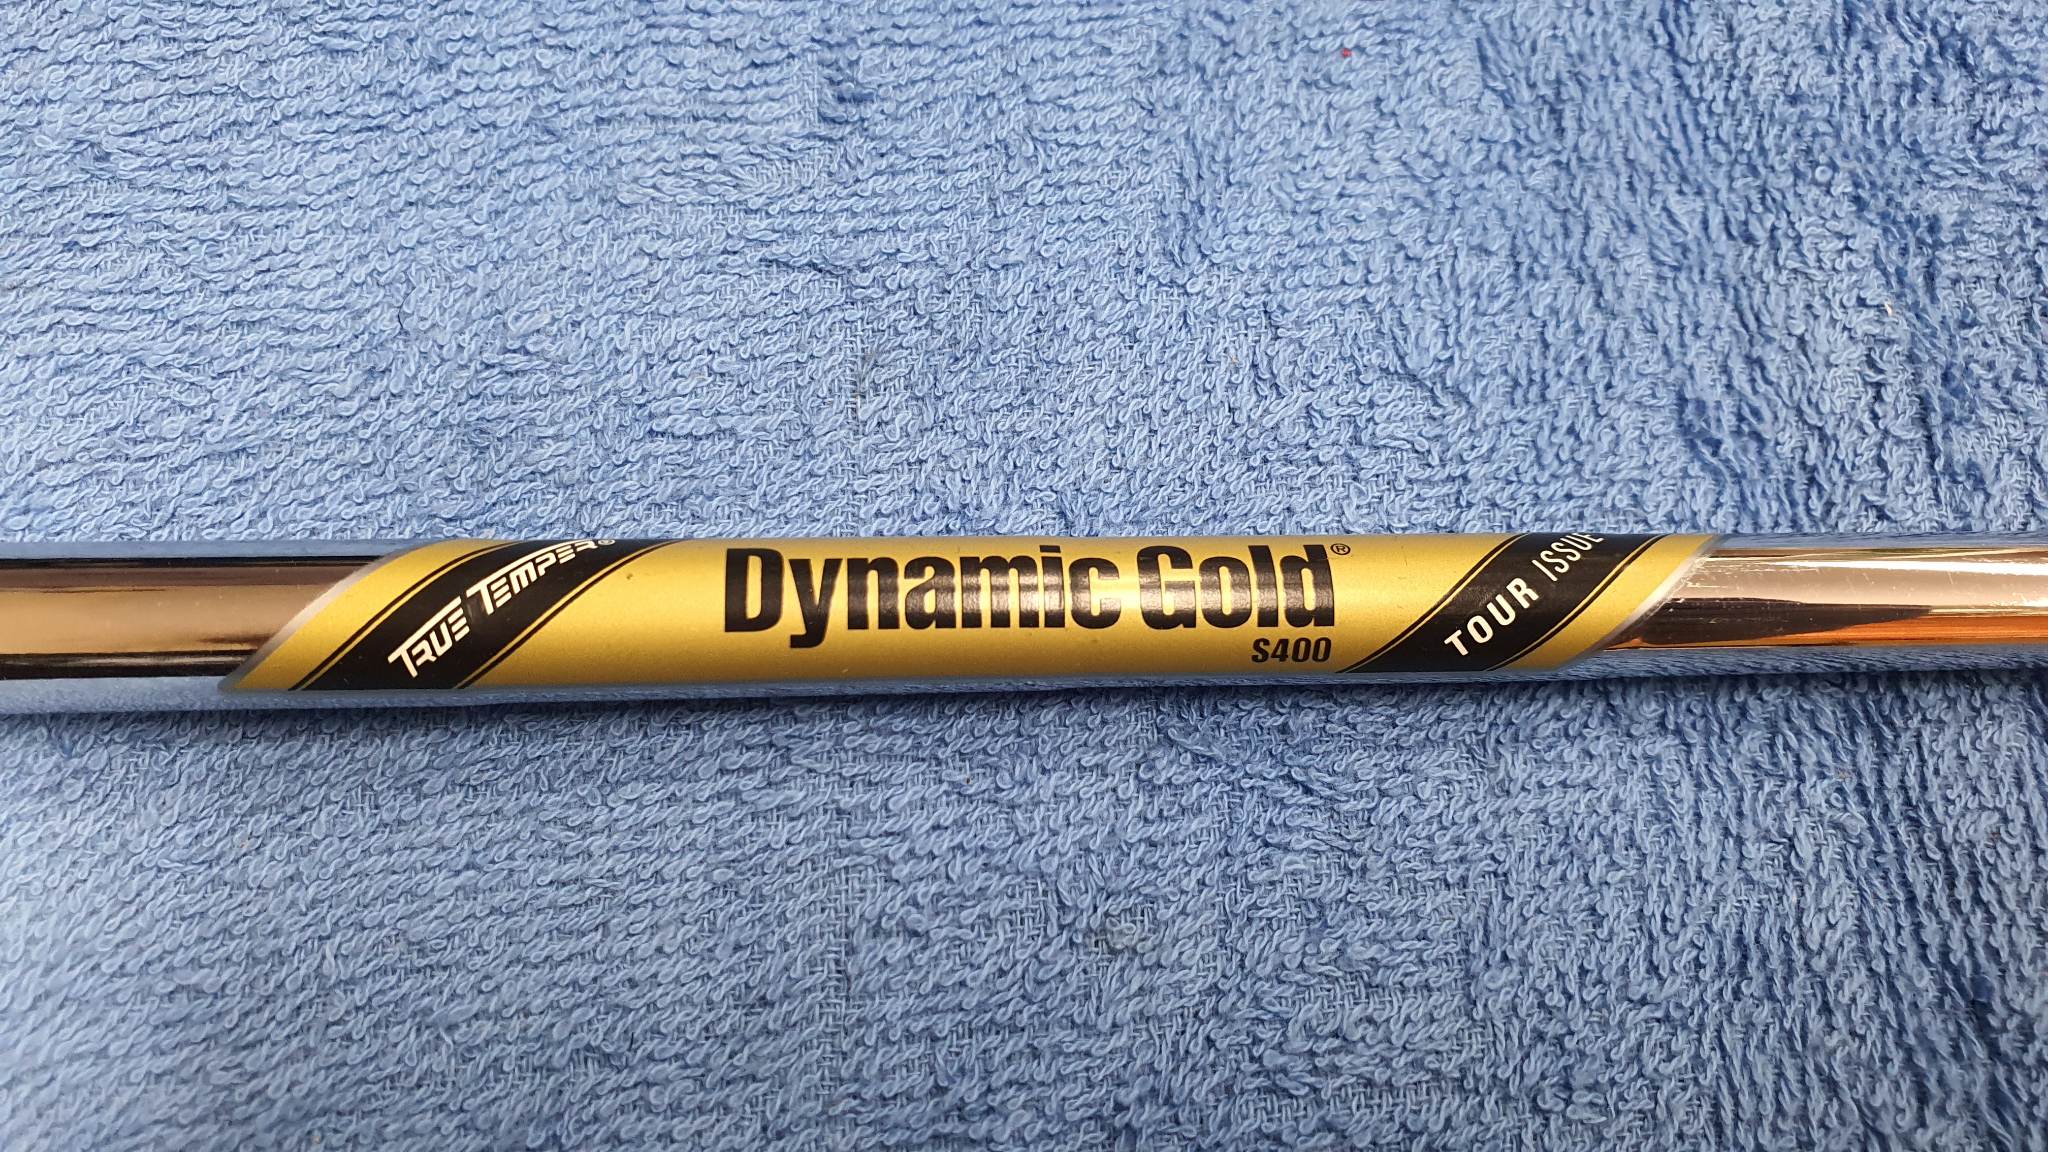 TRUE TEMPER®
Dynamic Gold®
S400
TOUR ISSUE